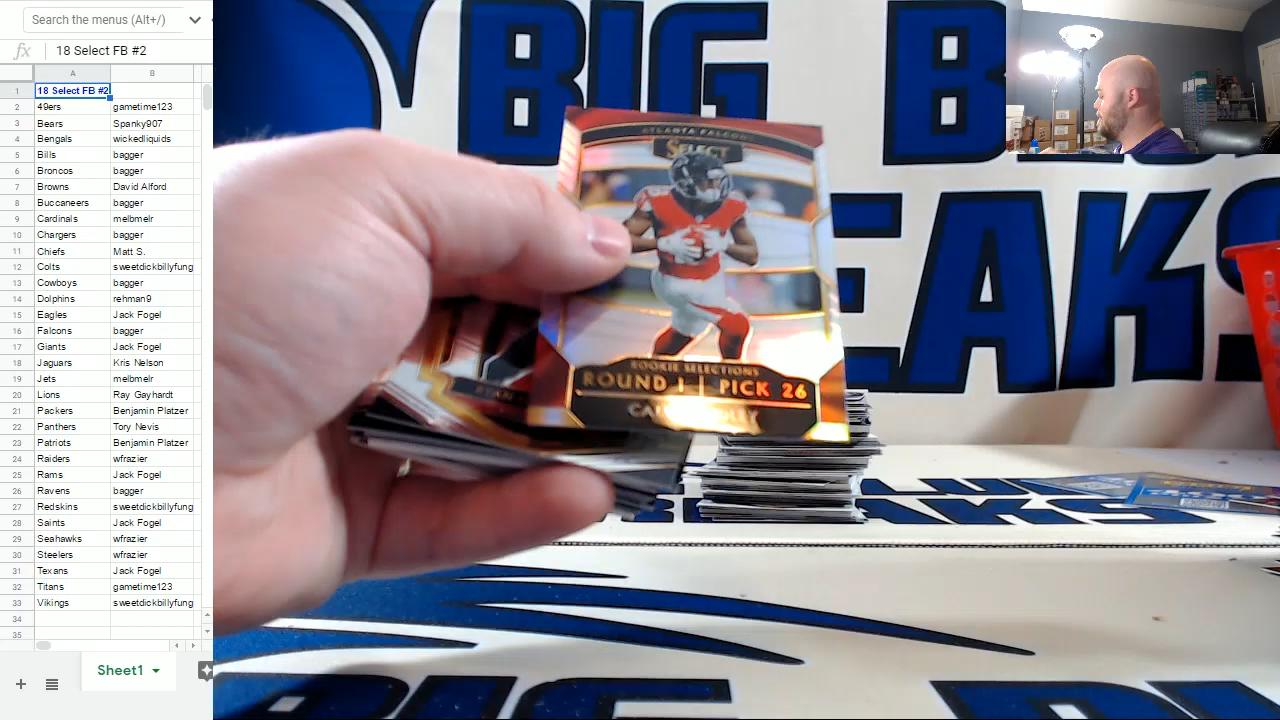 Search the menus (Alt+/)
fx 18 Select FB #2
A B
1 18 Select FB #2
2 49ers gametime123
3 Bears Spanky907
4 Bengals wickedliquids
5 Bills bagger
6 Broncos bagger
7 Browns David Alford
8 Buccaneers bagger
9 Cardinals melbmelr
10 Chargers bagger
11 Chiefs Matt S.
12 Colts sweetdickbillyfung
13 Cowboys bagger
14 Dolphins rehman9
15 Eagles Jack Fogel
16 Falcons bagger
17 Giants Jack Fogel
18 Jaguars Kris Nelson
19 Jets melbmelr
20 Lions Ray Gayhardt
21 Packers Benjamin Platzer
22 Panthers Tony Auth
23 Patriots Benjamin Platzer
24 Raiders wfrazier
25 Rams Jack Fogel
26 Ravens bagger
27 Redskins sweetdickbillyfung
28 Saints Jack Fogel
29 Seahawks wfrazier
30 Steelers wfrazier
31 Texans Jack Fogel
32 Titans gametime123
33 Vikings sweetdickbillyfung
34
35
Sheet1
BIG B
EAKS
ATLANTA FALCONS
SELECT
ROOKIE SELECTIONS
ROUND 1 | PICK 26
BREAKS
BIG